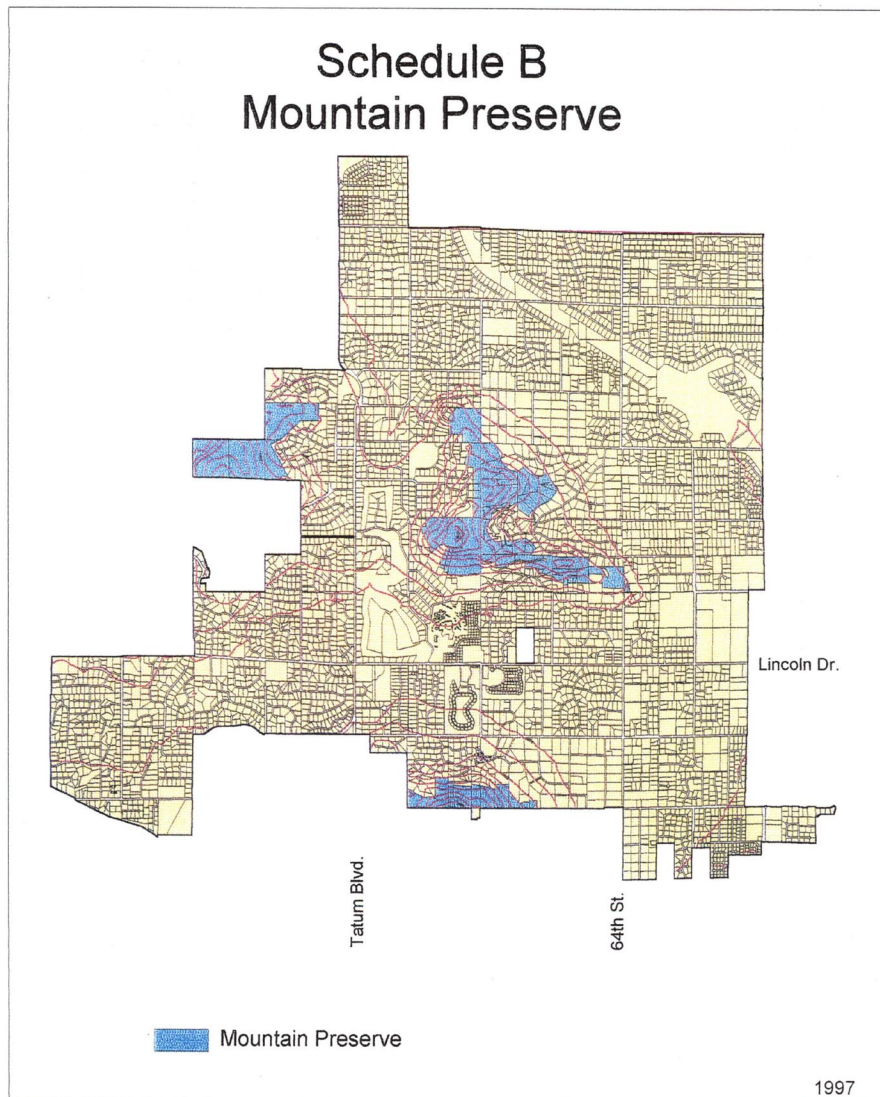 Schedule B
Mountain Preserve
Lincoln Dr.
Tatum Blvd.
64th St.
Mountain Preserve
1997